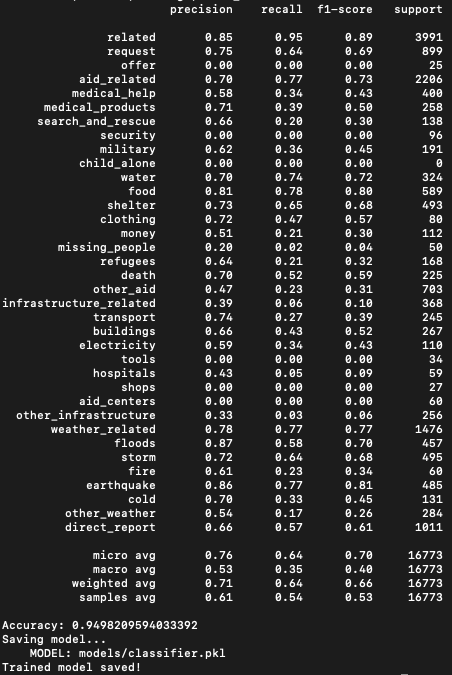 precision recall f1-score support
related 0.85 0.95 0.89 3991
request 0.75 0.64 0.69 899
offer 0.00 0.00 0.00 25
aid_related 0.70 0.77 0.73 2206
medical_help 0.58 0.34 0.43 400
medical_products 0.71 0.39 0.50 258
search_and_rescue 0.66 0.20 0.30 138
security 0.00 0.00 0.00 96
military 0.62 0.36 0.45 191
child_alone 0.00 0.00 0.00 0
water 0.70 0.74 0.72 324
food 0.81 0.78 0.80 589
shelter 0.73 0.65 0.68 493
clothing 0.72 0.47 0.57 80
money 0.51 0.21 0.30 112
missing_people 0.20 0.02 0.04 50
refugees 0.64 0.21 0.32 168
death 0.70 0.52 0.59 225
other_aid 0.47 0.23 0.31 703
infrastructure_related 0.39 0.06 0.10 368
transport 0.74 0.27 0.39 245
buildings 0.66 0.43 0.52 267
electricity 0.59 0.34 0.43 110
tools 0.00 0.00 0.00 34
hospitals 0.43 0.05 0.09 59
shops 0.00 0.00 0.00 27
aid_centers 0.00 0.00 0.00 60
other_infrastructure 0.33 0.03 0.06 256
weather_related 0.78 0.77 0.77 1476
floods 0.87 0.58 0.70 457
storm 0.72 0.64 0.68 495
fire 0.61 0.23 0.34 60
earthquake 0.86 0.77 0.81 485
cold 0.70 0.33 0.45 131
other_weather 0.54 0.17 0.26 284
direct_report 0.66 0.57 0.61 1011
micro avg 0.76 0.64 0.70 16773
macro avg 0.53 0.35 0.40 16773
weighted avg 0.71 0.64 0.66 16773
samples avg 0.61 0.54 0.53 16773
Accuracy: 0.9498209594033392
Saving model...
MODEL: models/classifier.pkl
Trained model saved!